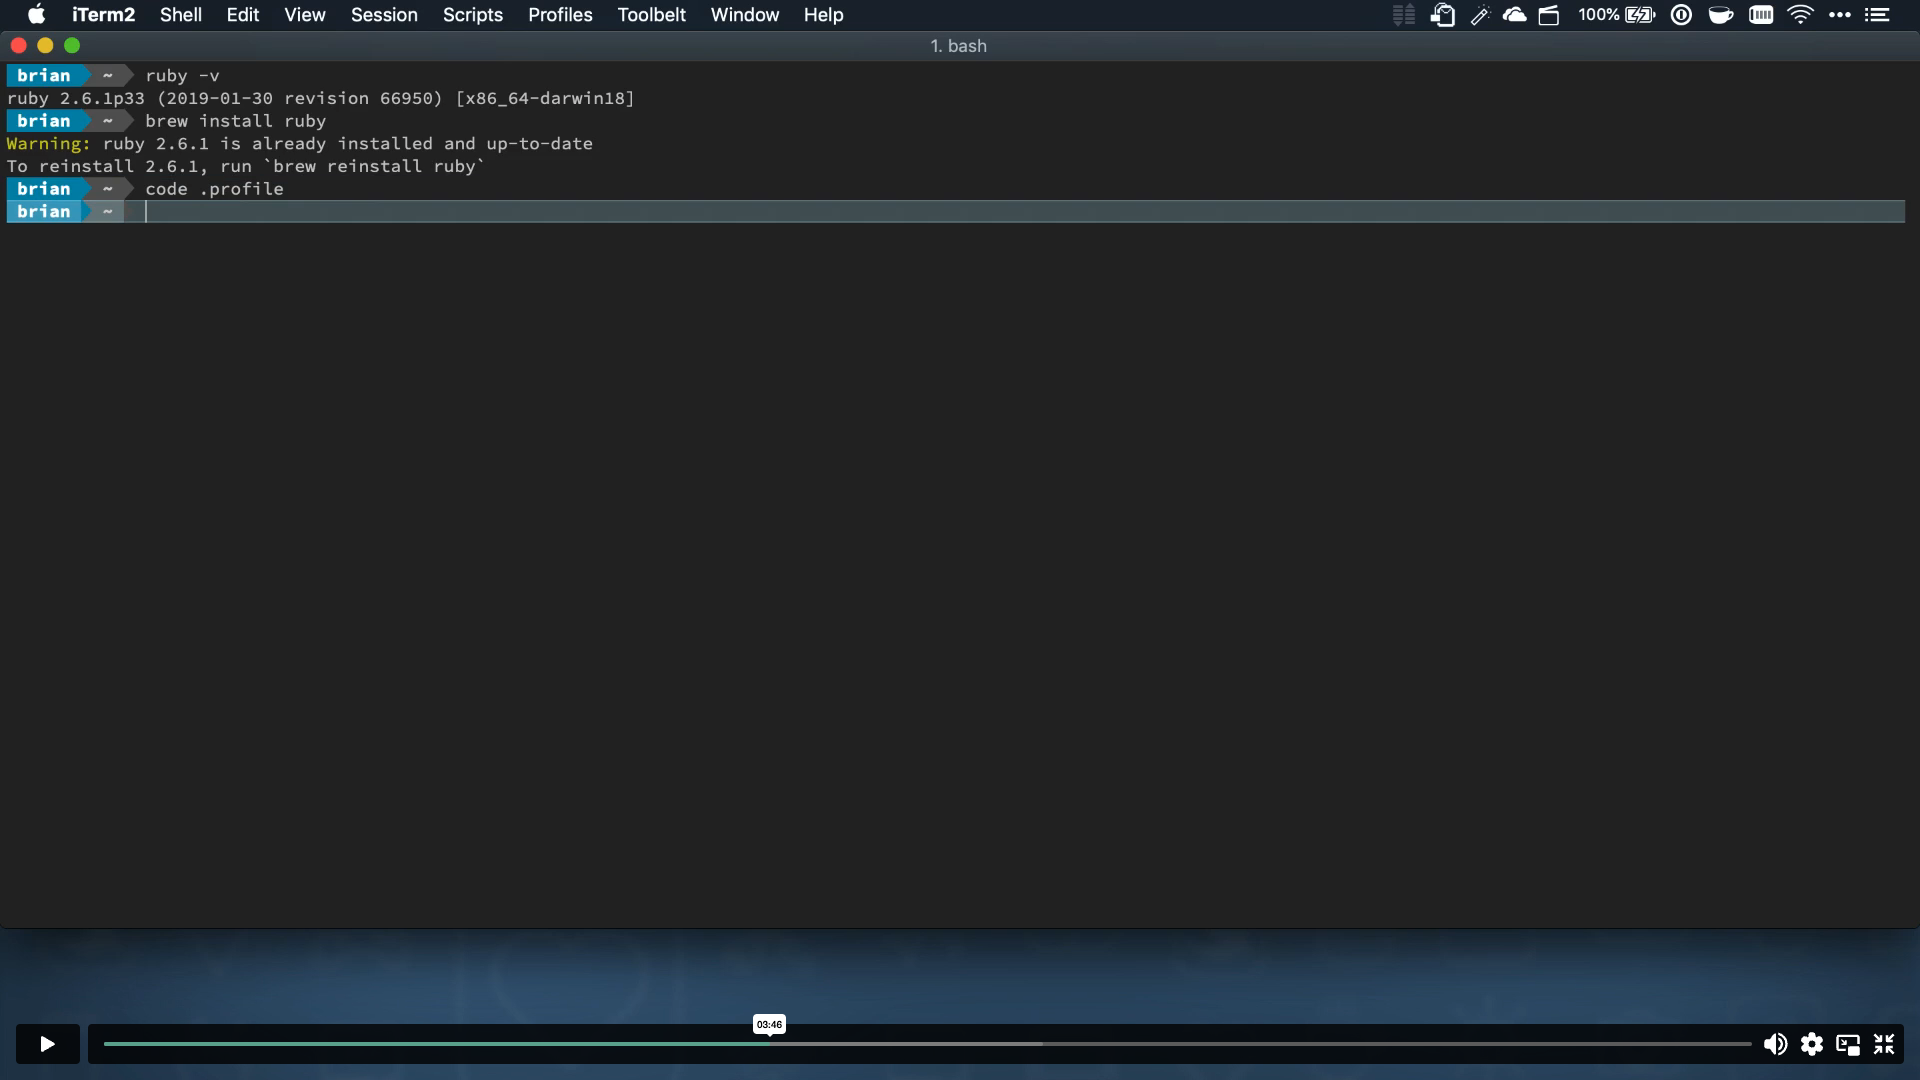 iTerm2 Shell Edit View Session Scripts Profiles Toolbelt Window Help 100%
1. bash
brian ~ ruby -v
ruby 2.6.1p33 (2019-01-30 revision 66950) [x86_64-darwin18]
brian ~ brew install ruby
Warning: ruby 2.6.1 is already installed and up-to-date
To reinstall 2.6.1, run `brew reinstall ruby`
brian ~ code .profile
brian ~
03:46